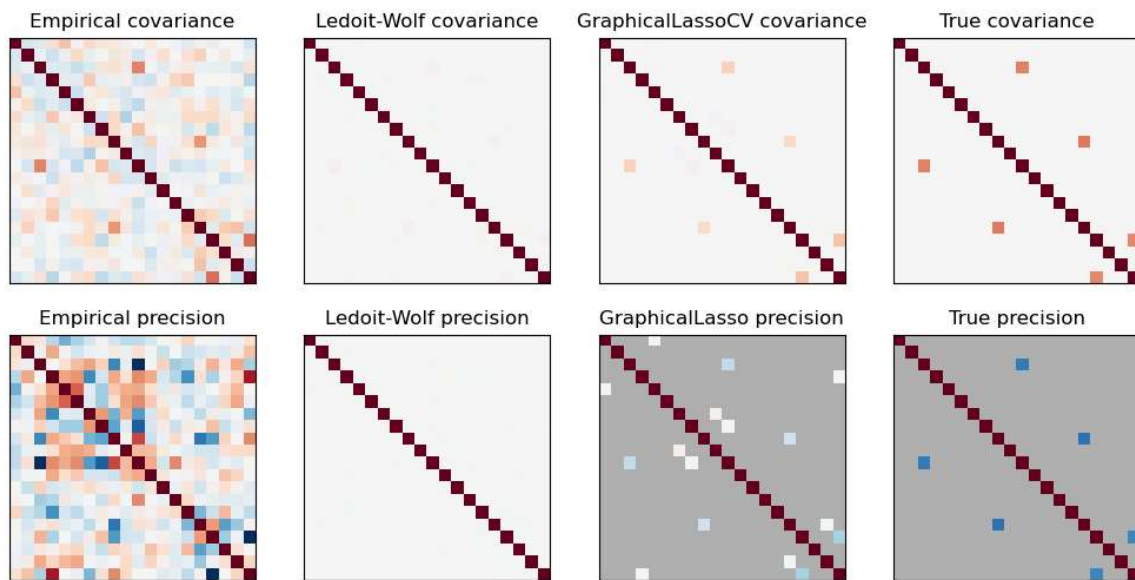 Empirical covariance
Ledoit-Wolf covariance
GraphicalLassoCV covariance
True covariance
Empirical precision
Ledoit-Wolf precision
GraphicalLasso precision
True precision